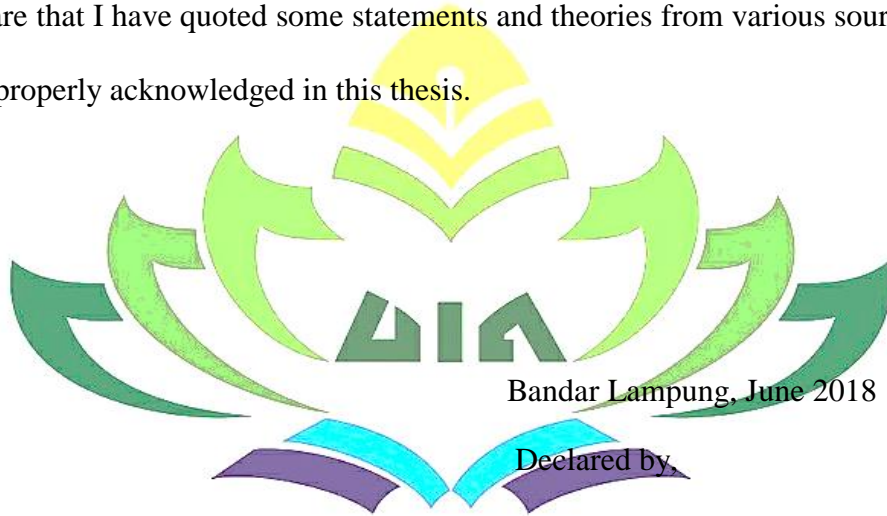 are that I have quoted some statements and theories from various sour
properly acknowledged in this thesis.
UIN
Bandar Lampung, June 2018
Declared by,